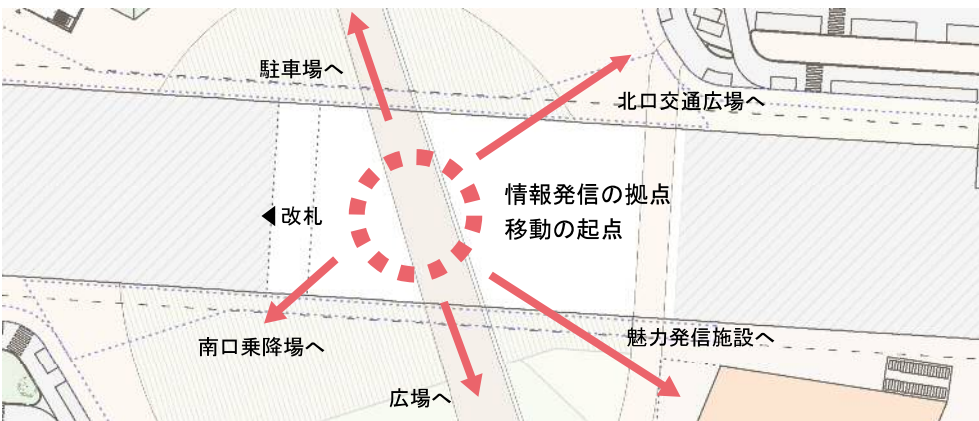 駐車場へ
北口交通広場へ
情報発信の拠点
移動の起点
◀改札
南口乗降場へ
魅力発信施設へ
広場へ